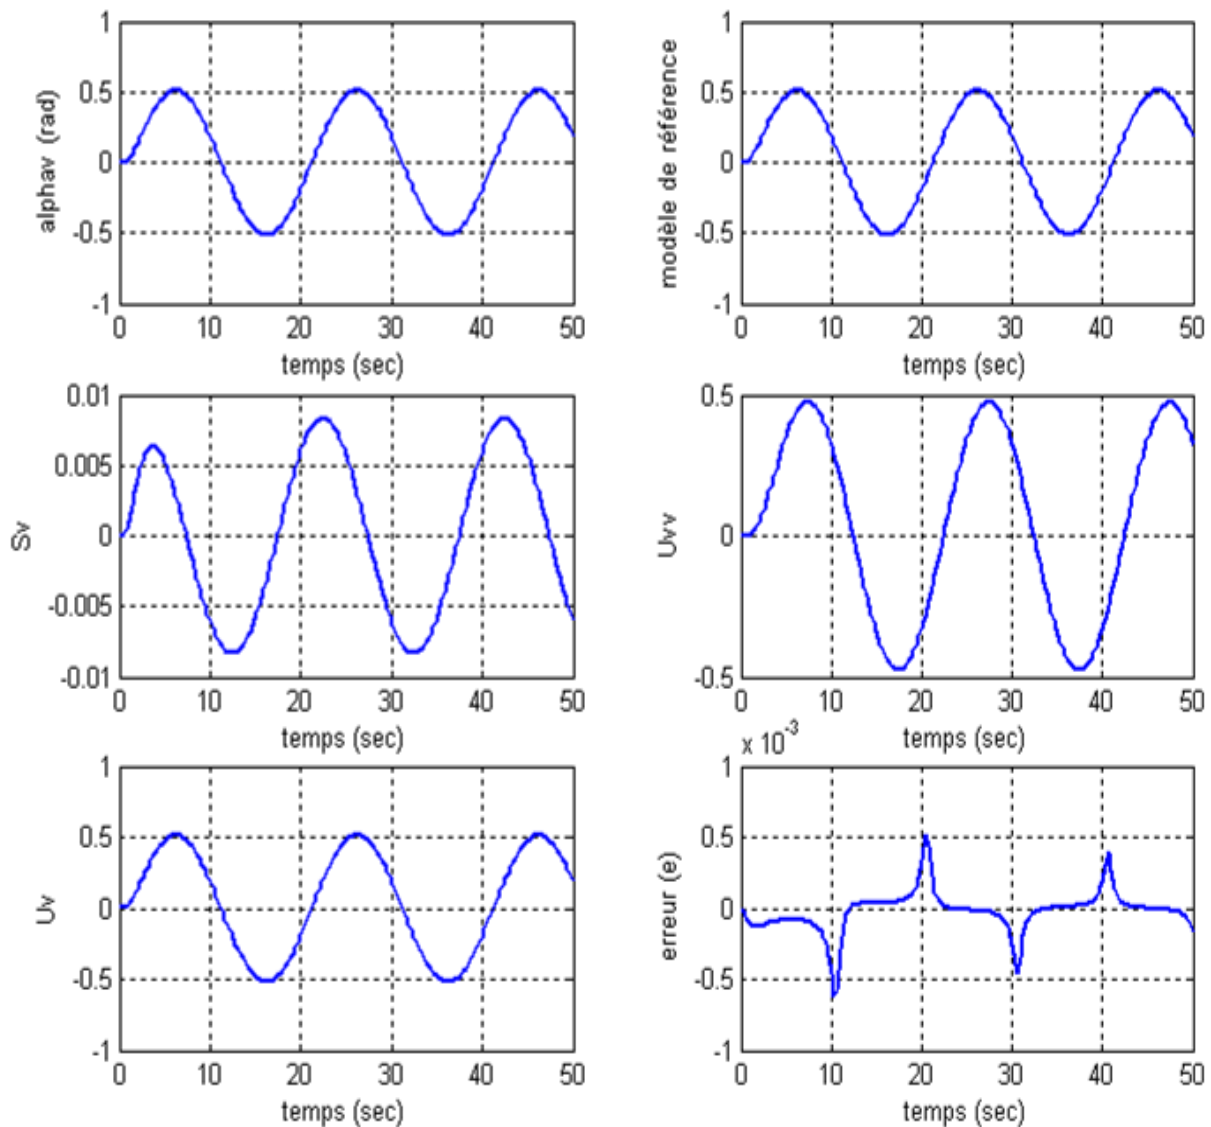 1
0.5
0
-0.5
-1
alphav (rad)
0 10 20 30 40 50
temps (sec)
1
0.5
0
-0.5
-1
modèle de référence
0 10 20 30 40 50
temps (sec)
0.01
0.005
0
-0.005
-0.01
Sv
0 10 20 30 40 50
temps (sec)
0.5
0
-0.5
Uvv
0 10 20 30 40 50
temps (sec)
1
0.5
0
-0.5
-1
Uv
0 10 20 30 40 50
temps (sec)
x 10-3
1
0.5
0
-0.5
-1
erreur (e)
0 10 20 30 40 50
temps (sec)